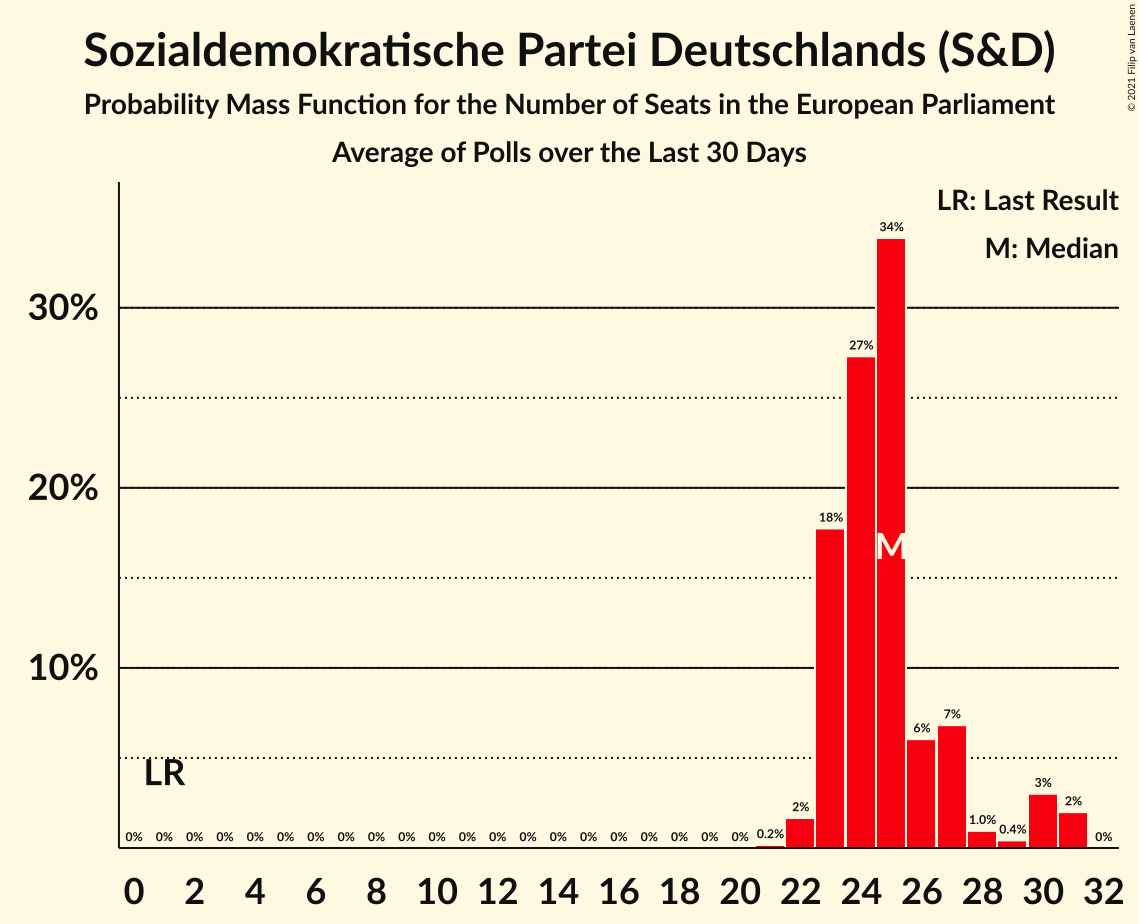 Sozialdemokratische Partei Deutschlands (S&D)
Probability Mass Function for the Number of Seats in the European Parliament
Average of Polls over the Last 30 Days
© 2021 Filip van Laenen
LR: Last Result
M: Median
34%
30%
27%
20%
18%
M
10%
7%
6%
LR
3%
2%
2%
1.0%
0.4%
0.2%
0% 0% 0% 0% 0% 0% 0% 0% 0% 0% 0% 0% 0% 0% 0% 0% 0% 0% 0% 0% 0% 0%
0 2 4 6 8 10 12 14 16 18 20 22 24 26 28 30 32